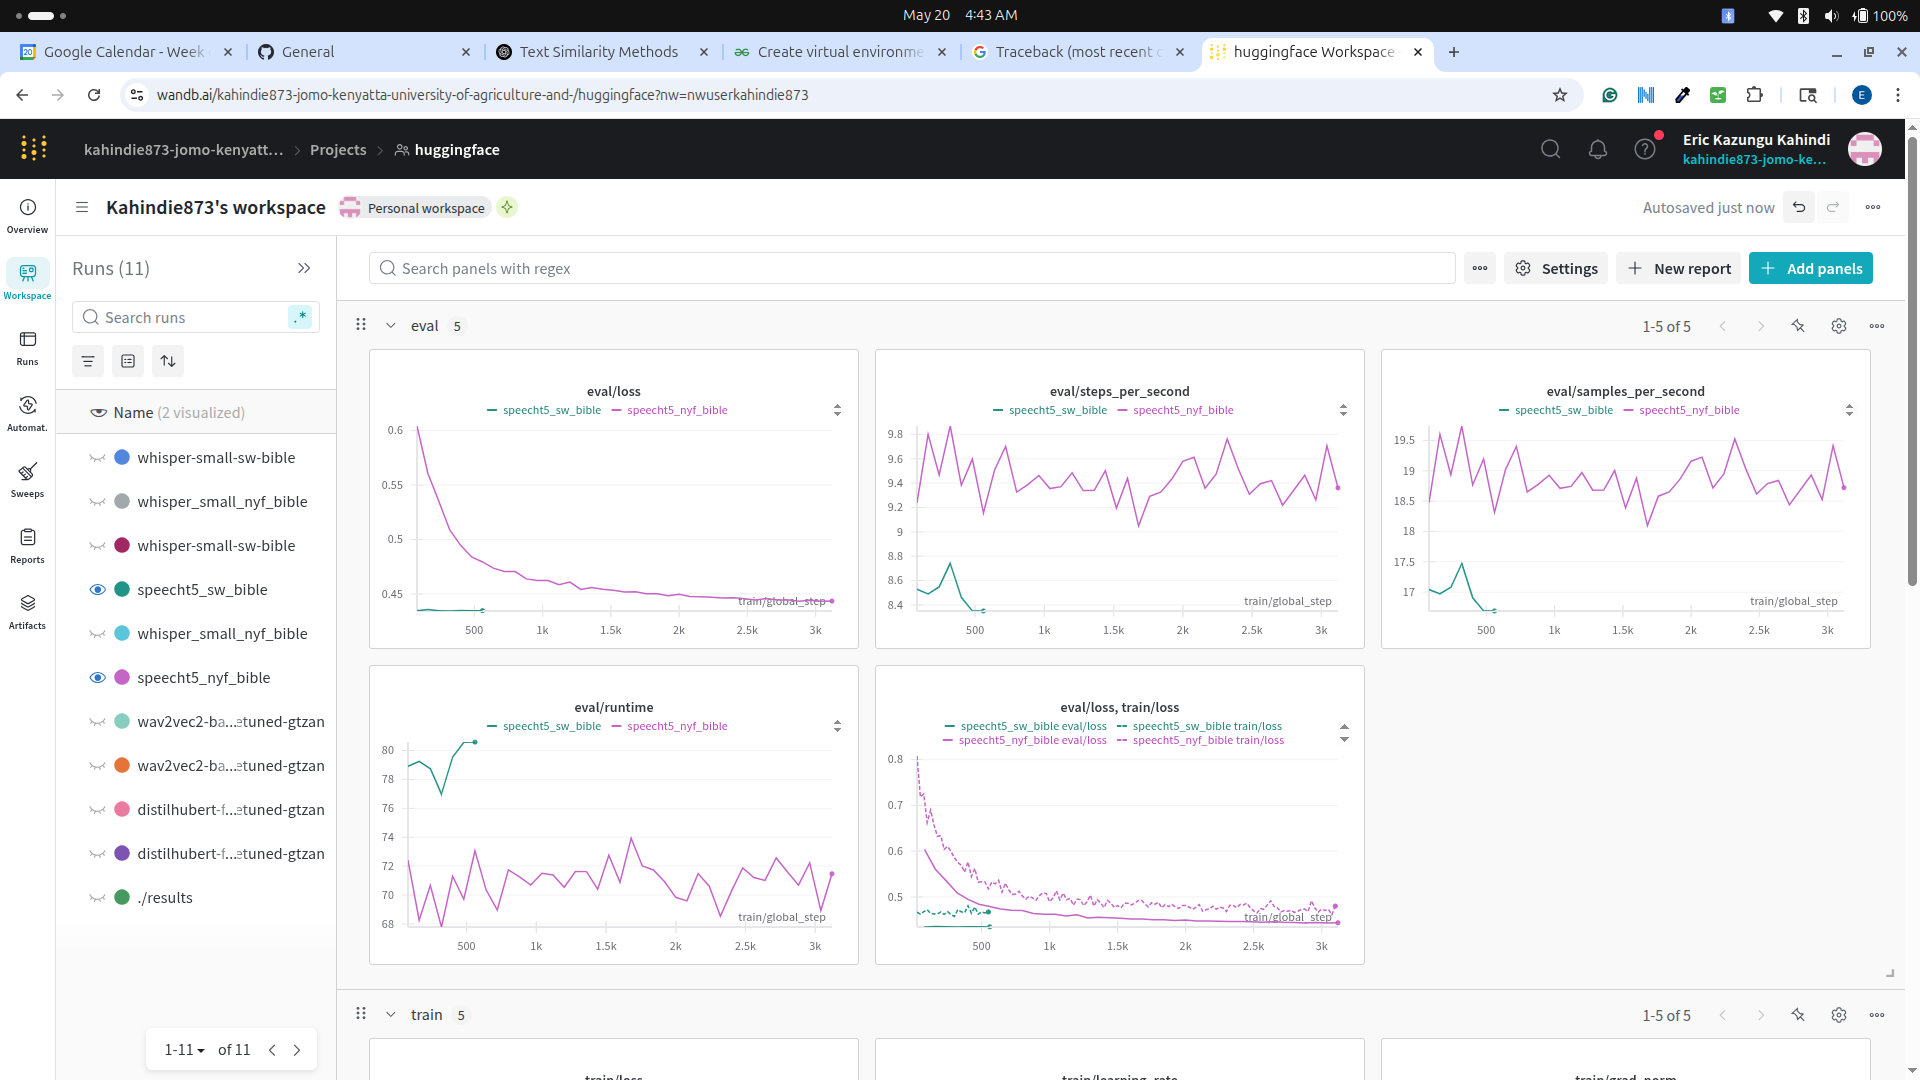 May 20 4:43 AM
100%
Google Calendar - Week
General
Text Similarity Methods
Create virtual environme
Traceback (most recent c
huggingface Workspace
wandb.ai/kahindie873-jomo-kenyatta-university-of-agriculture-and-/huggingface?nw=nwuserkahindie873
E
kahindie873-jomo-kenyatt... > Projects > huggingface
Eric Kazungu Kahindi
kahindie873-jomo-ke...
Kahindie873's workspace
Personal workspace
Autosaved just now
Overview
Workspace
Runs
Automat.
Sweeps
Reports
Artifacts
Runs (11)
Search runs
.*
Name (2 visualized)
whisper-small-sw-bible
whisper_small_nyf_bible
whisper-small-sw-bible
speecht5_sw_bible
whisper_small_nyf_bible
speecht5_nyf_bible
wav2vec2-ba...etuned-gtzan
wav2vec2-ba...etuned-gtzan
distilhubert-f...etuned-gtzan
distilhubert-f...etuned-gtzan
./results
1-11 of 11
Search panels with regex
Settings
New report
Add panels
eval 5
1-5 of 5
eval/loss
speecht5_sw_bible speecht5_nyf_bible
0.6
0.55
0.5
0.45
train/global_step
500 1k 1.5k 2k 2.5k 3k
eval/steps_per_second
speecht5_sw_bible speecht5_nyf_bible
9.8
9.6
9.4
9.2
9
8.8
8.6
8.4
train/global_step
500 1k 1.5k 2k 2.5k 3k
eval/samples_per_second
speecht5_sw_bible speecht5_nyf_bible
19.5
19
18.5
18
17.5
17
train/global_step
500 1k 1.5k 2k 2.5k 3k
eval/runtime
speecht5_sw_bible speecht5_nyf_bible
80
78
76
74
72
70
68
train/global_step
500 1k 1.5k 2k 2.5k 3k
eval/loss, train/loss
speecht5_sw_bible eval/loss speecht5_sw_bible train/loss
speecht5_nyf_bible eval/loss speecht5_nyf_bible train/loss
0.8
0.7
0.6
0.5
train/global_step
500 1k 1.5k 2k 2.5k 3k
train 5
1-5 of 5
train/loss
train/learning_rate
train/grad_norm